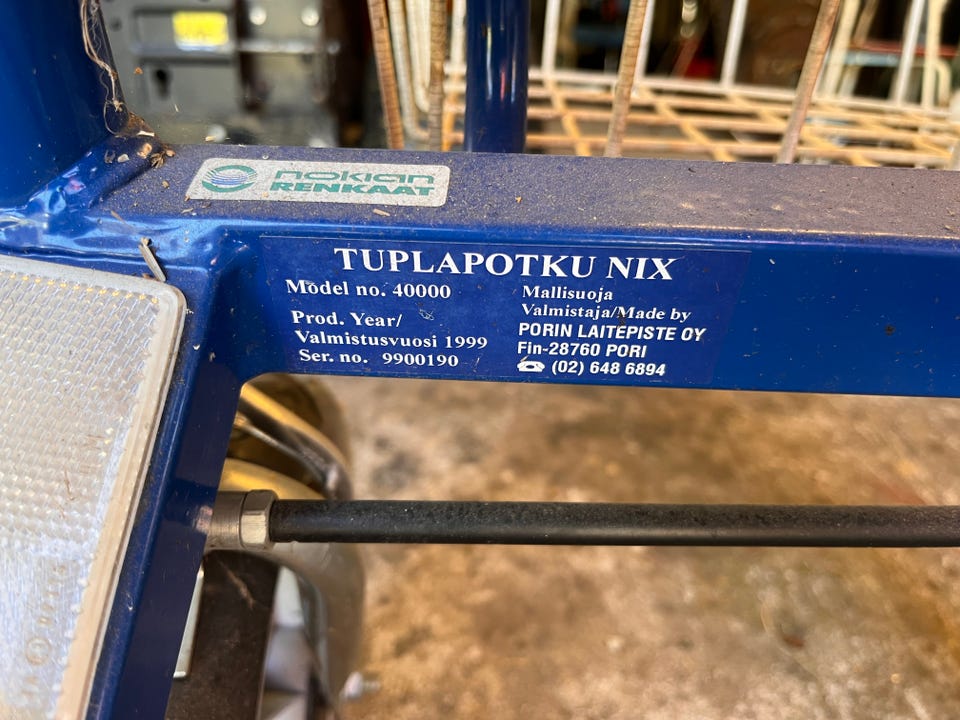 nokian
RENKAAT
TUPLAPOTKU NIX
Model no. 40000
Prod. Year/
Valmistusvuosi 1999
Ser. no. 9900190
Mallisuoja
Valmistaja/Made by
PORIN LAITEPISTE OY
Fin-28760 PORI
☎ (02) 648 6894